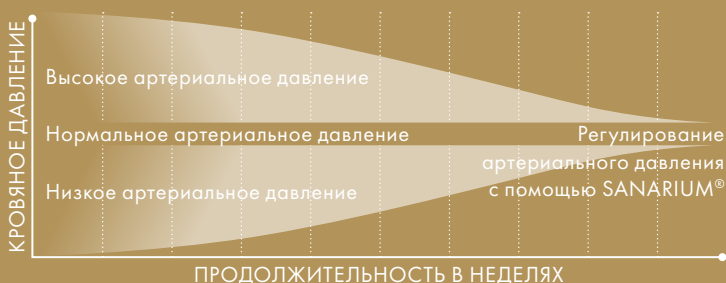 КРОВЯНОЕ ДАВЛЕНИЕ
Высокое артериальное давление
Нормальное артериальное давление
Низкое артериальное давление
Регулирование
артериального давления
с помощью SANARIUM®
ПРОДОЛЖИТЕЛЬНОСТЬ В НЕДЕЛЯХ